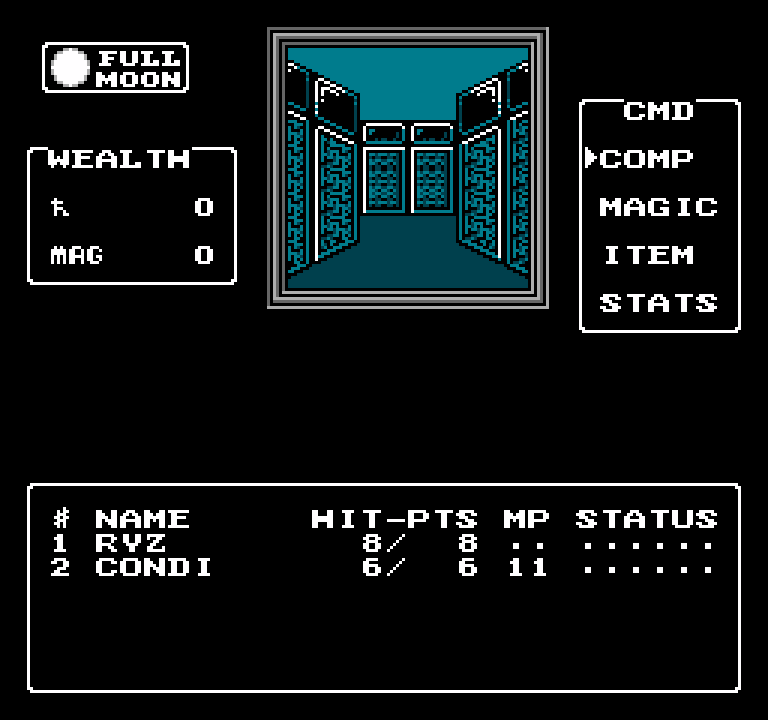 FULL
MOON
WEALTH
ħ 0
MAG 0
CMD
COMP
MAGIC
ITEM
STATS
# NAME HIT-PTS MP STATUS
1 RYZ 8/ 8 .. ......
2 CONDI 6/ 6 11 ......